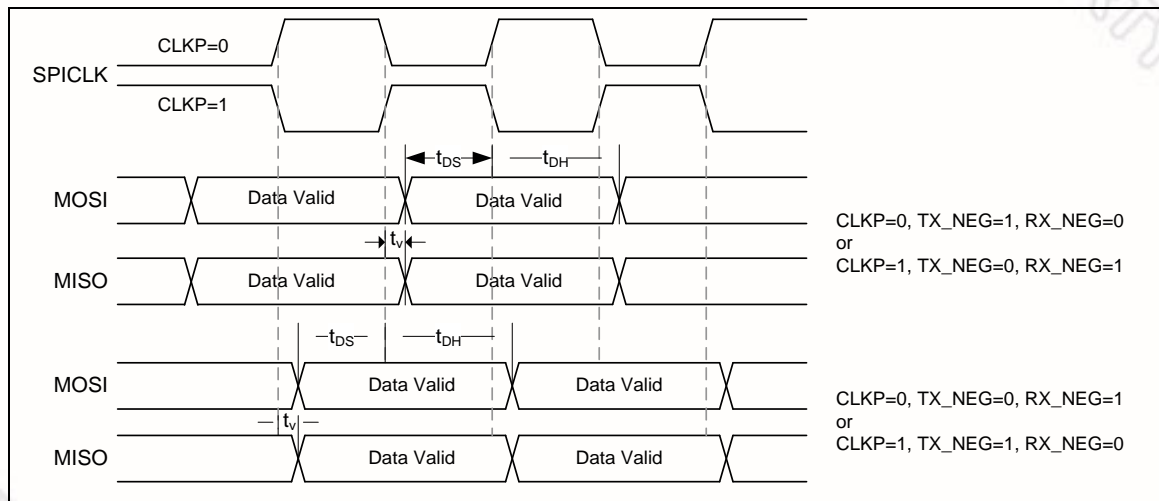 CLKP=0
SPICLK
CLKP=1
tDS
tDH
MOSI
Data Valid
Data Valid
tv
MISO
Data Valid
Data Valid
CLKP=0, TX_NEG=1, RX_NEG=0
or
CLKP=1, TX_NEG=0, RX_NEG=1
tDS
tDH
MOSI
Data Valid
Data Valid
tv
MISO
Data Valid
Data Valid
CLKP=0, TX_NEG=0, RX_NEG=1
or
CLKP=1, TX_NEG=1, RX_NEG=0